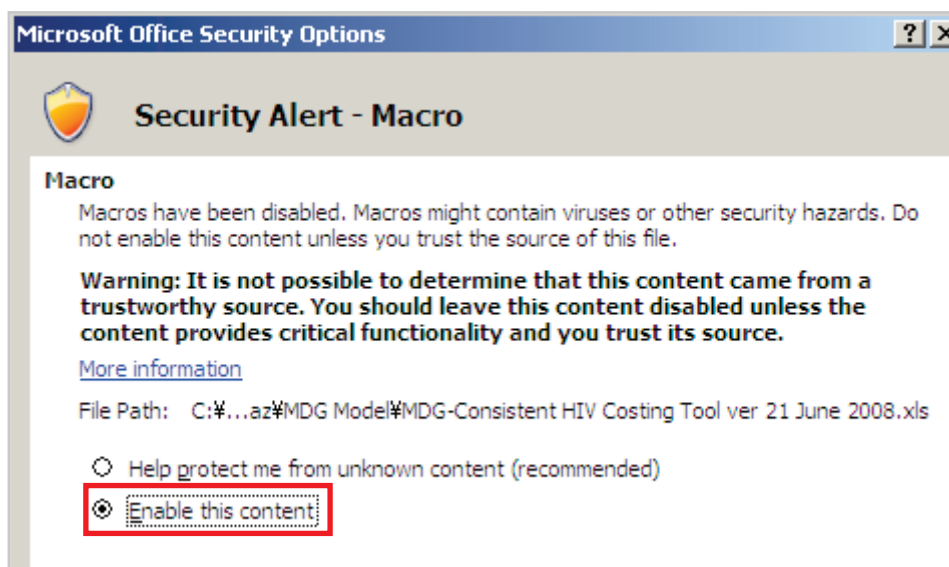 Microsoft Office Security Options
Security Alert - Macro
Macro
Macros have been disabled. Macros might contain viruses or other security hazards. Do
not enable this content unless you trust the source of this file.
Warning: It is not possible to determine that this content came from a
trustworthy source. You should leave this content disabled unless the
content provides critical functionality and you trust its source.
More information
File Path: C:¥...az¥MDG Model¥MDG-Consistent HIV Costing Tool ver 21 June 2008.xls
Help protect me from unknown content (recommended)
Enable this content